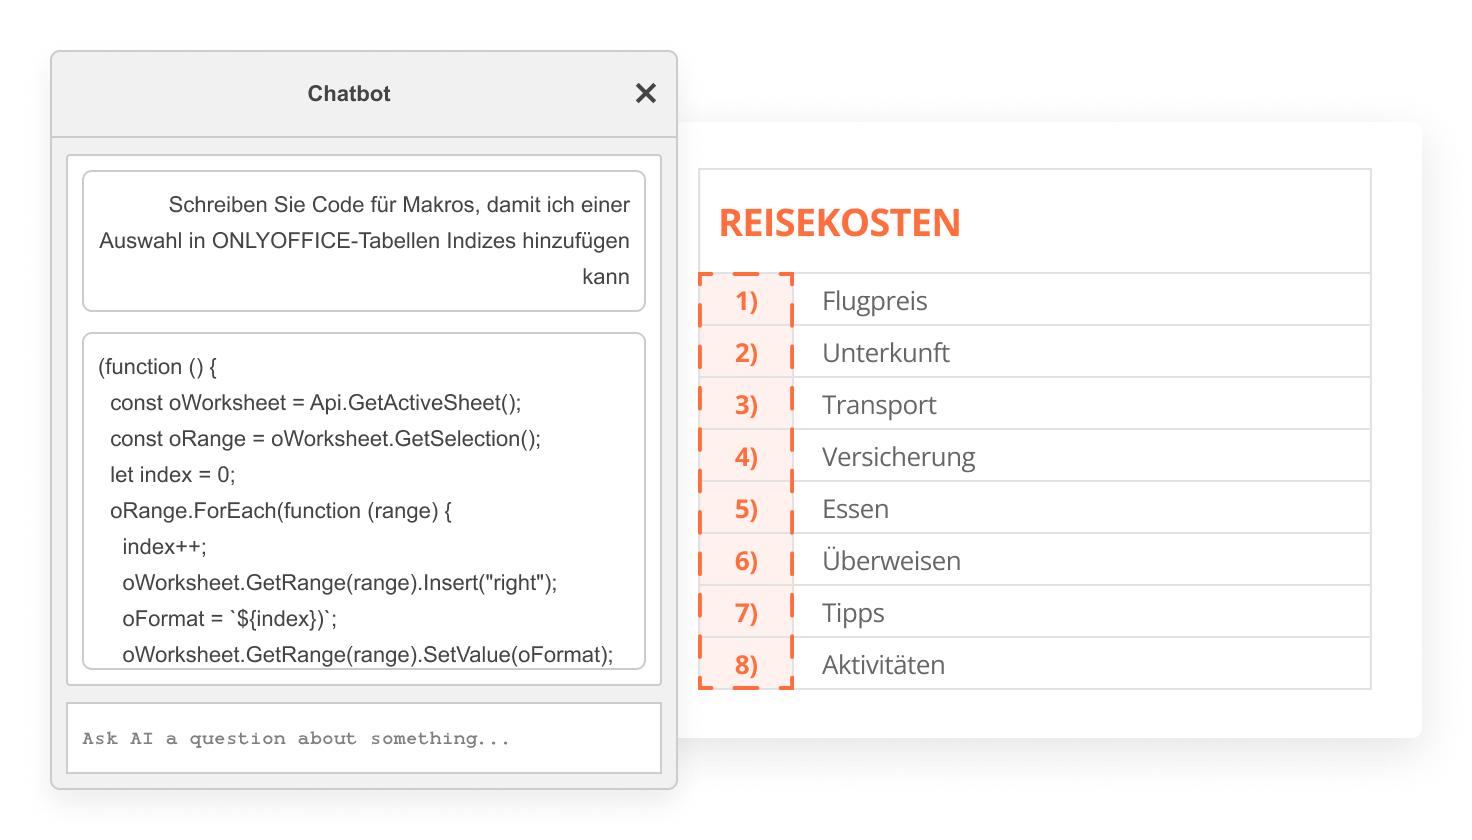 Chatbot
Schreiben Sie Code für Makros, damit ich einer
Auswahl in ONLYOFFICE-Tabellen Indizes hinzufügen
kann
(function () {
const oWorksheet = Api.GetActiveSheet();
const oRange = oWorksheet.GetSelection();
let index = 0;
oRange.ForEach(function (range) {
index++;
oWorksheet.GetRange(range).Insert("right");
oFormat = `${index})`;
oWorksheet.GetRange(range).SetValue(oFormat);
Ask AI a question about something...
REISEKOSTEN
1) Flugpreis
2) Unterkunft
3) Transport
4) Versicherung
5) Essen
6) Überweisen
7) Tipps
8) Aktivitäten